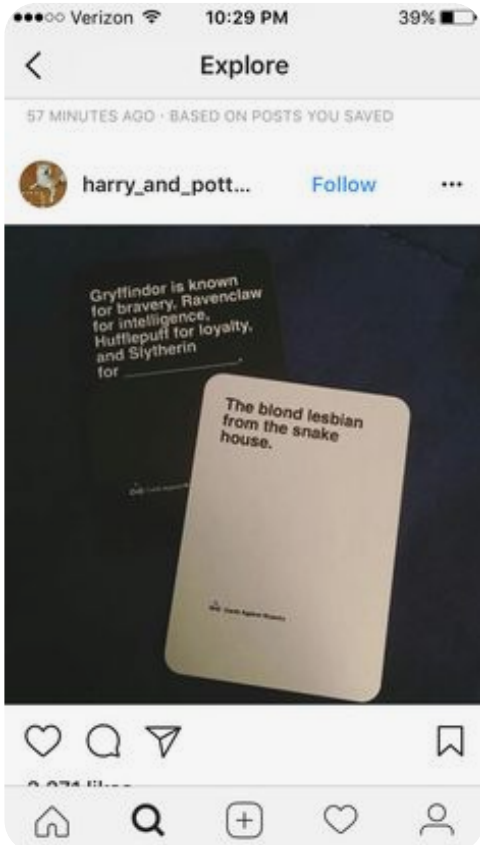 Verizon 10:29 PM 39%
Explore
57 MINUTES AGO · BASED ON POSTS YOU SAVED
harry_and_pott... Follow
Gryffindor is known
for bravery, Ravenclaw
for intelligence,
Hufflepuff for loyalty,
and Slytherin
for __________.
The blond lesbian
from the snake
house.